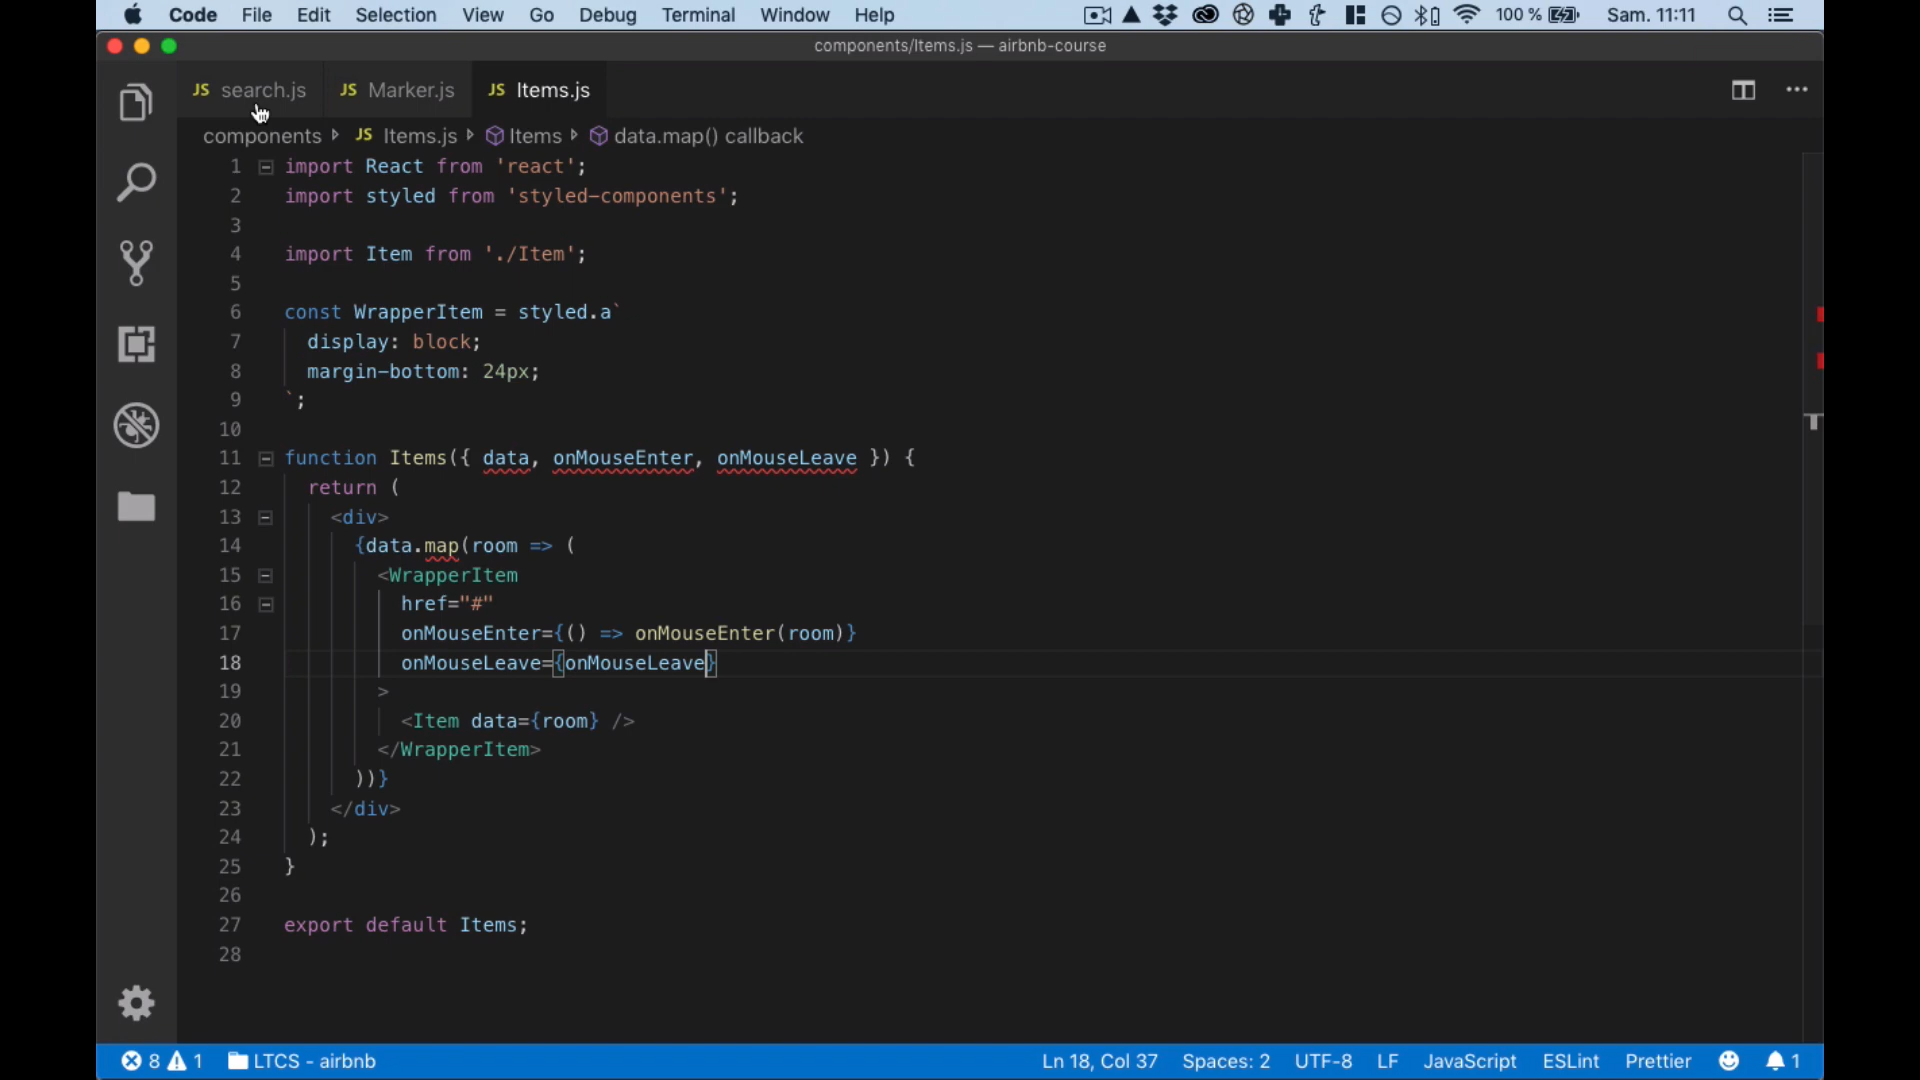 Code File Edit Selection View Go Debug Terminal Window Help 100 % Sam. 11:11
components/Items.js — airbnb-course
JS search.js JS Marker.js JS Items.js
components JS Items.js Items data.map() callback
1 import React from 'react';
2 import styled from 'styled-components';
3
4 import Item from './Item';
5
6 const WrapperItem = styled.a`
7 display: block;
8 margin-bottom: 24px;
9 `;
10
11 function Items({ data, onMouseEnter, onMouseLeave }) {
12 return (
13 <div>
14 {data.map(room => (
15 <WrapperItem
16 href="#"
17 onMouseEnter={() => onMouseEnter(room)}
18 onMouseLeave={onMouseLeave}
19 >
20 <Item data={room} />
21 </WrapperItem>
22 ))}
23 </div>
24 );
25 }
26
27 export default Items;
28
8 1 LTCS - airbnb Ln 18, Col 37 Spaces: 2 UTF-8 LF JavaScript ESLint Prettier 1